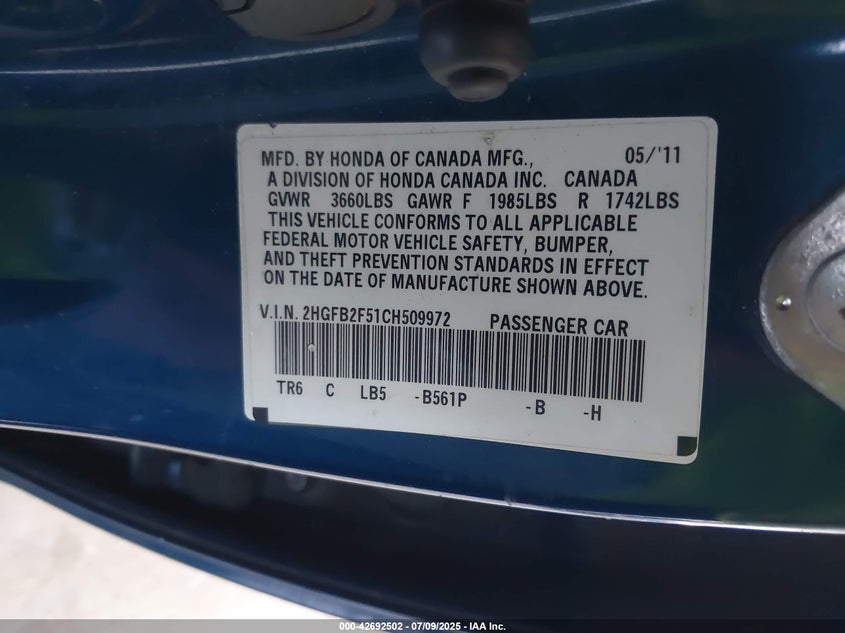 MFD. BY HONDA OF CANADA MFG., 05/'11
A DIVISION OF HONDA CANADA INC. CANADA
GVWR 3660LBS GAWR F 1985LBS R 1742LBS
THIS VEHICLE CONFORMS TO ALL APPLICABLE
FEDERAL MOTOR VEHICLE SAFETY, BUMPER,
AND THEFT PREVENTION STANDARDS IN EFFECT
ON THE DATE OF MANUFACTURE SHOWN ABOVE.
V.I.N. 2HGFB2F51CH509972 PASSENGER CAR
TR6 C LB5 -B561P -B -H
000-42692502 - 07/09/2025 - IAA Inc.